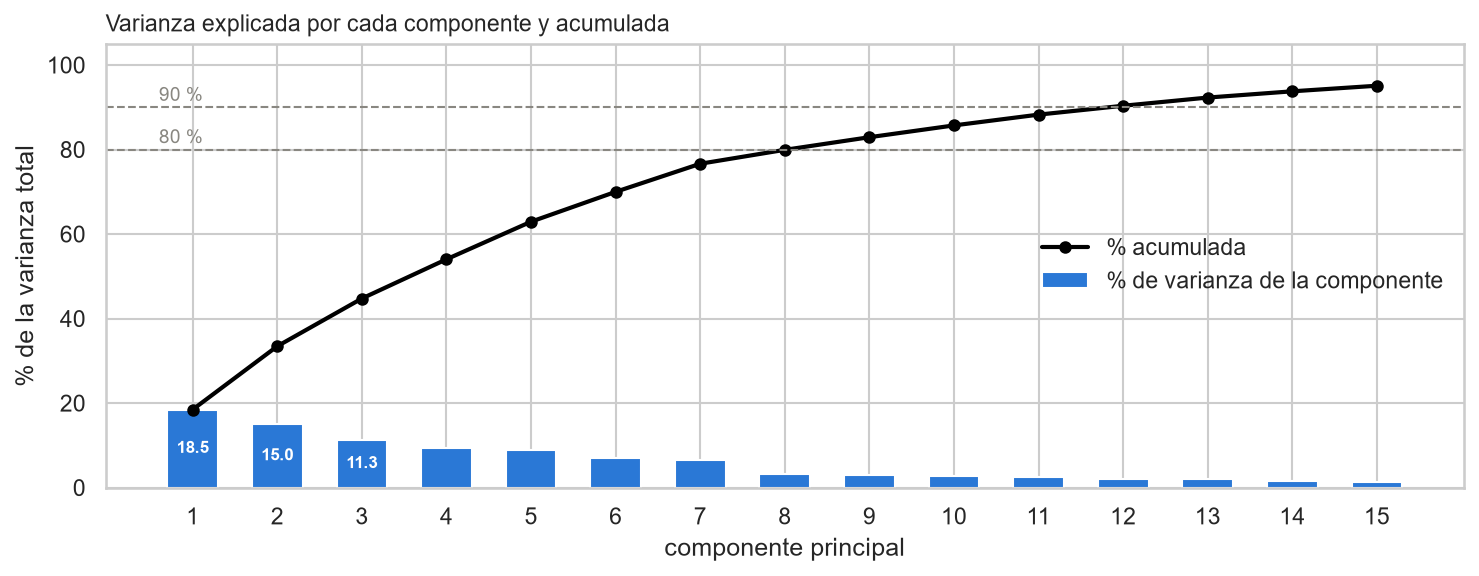 Varianza explicada por cada componente y acumulada
% de la varianza total
100
80
60
40
20
0
90 %
80 %
% acumulada
% de varianza de la componente
18.5
15.0
11.3
1 2 3 4 5 6 7 8 9 10 11 12 13 14 15
componente principal